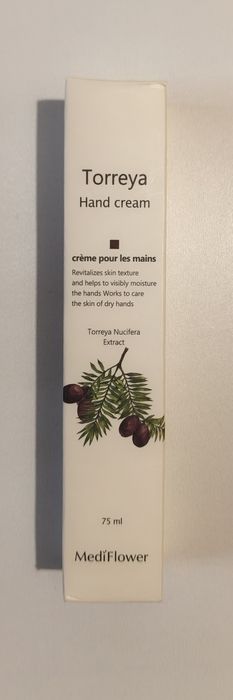 Torreya
Hand cream
crème pour les mains
Revitalizes skin texture
and helps to visibly moisture
the hands Works to care
the skin of dry hands
Torreya Nucifera
Extract
75 ml
MediFlower